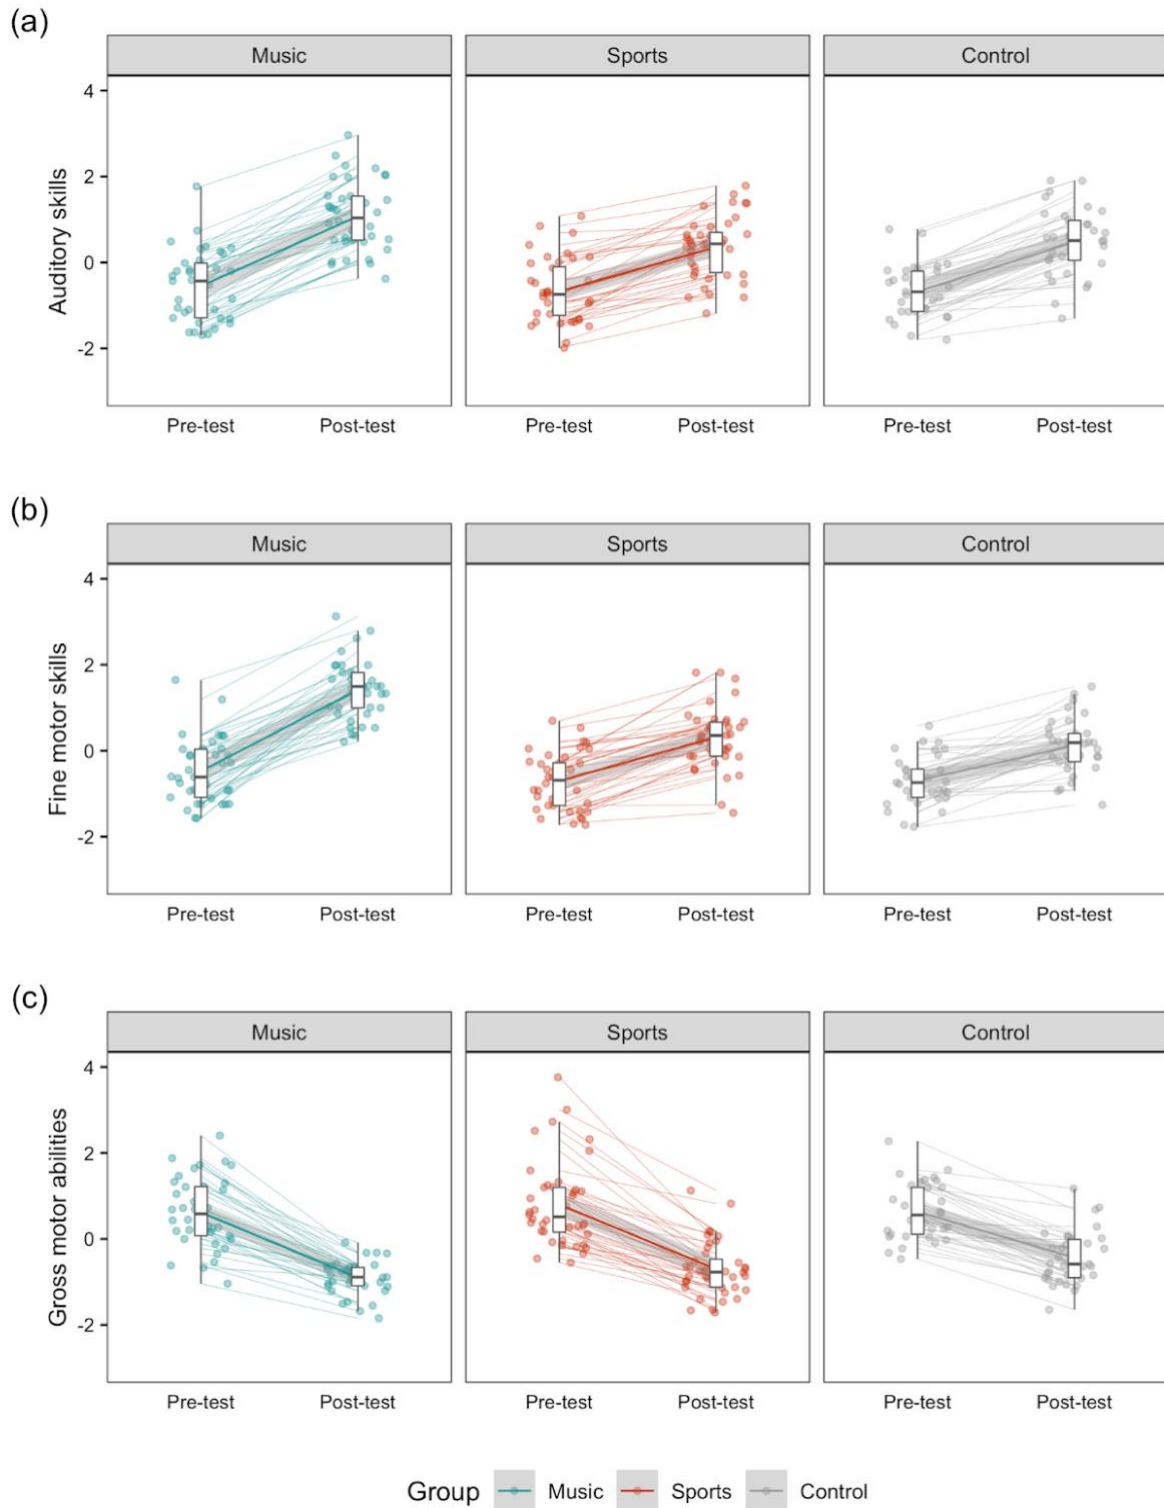 (a)
Music Sports Control
4
2
0
-2
Auditory skills
Pre-test Post-test Pre-test Post-test Pre-test Post-test
(b)
Music Sports Control
4
2
0
-2
Fine motor skills
Pre-test Post-test Pre-test Post-test Pre-test Post-test
(c)
Music Sports Control
4
2
0
-2
Gross motor abilities
Pre-test Post-test Pre-test Post-test Pre-test Post-test
Group Music Sports Control